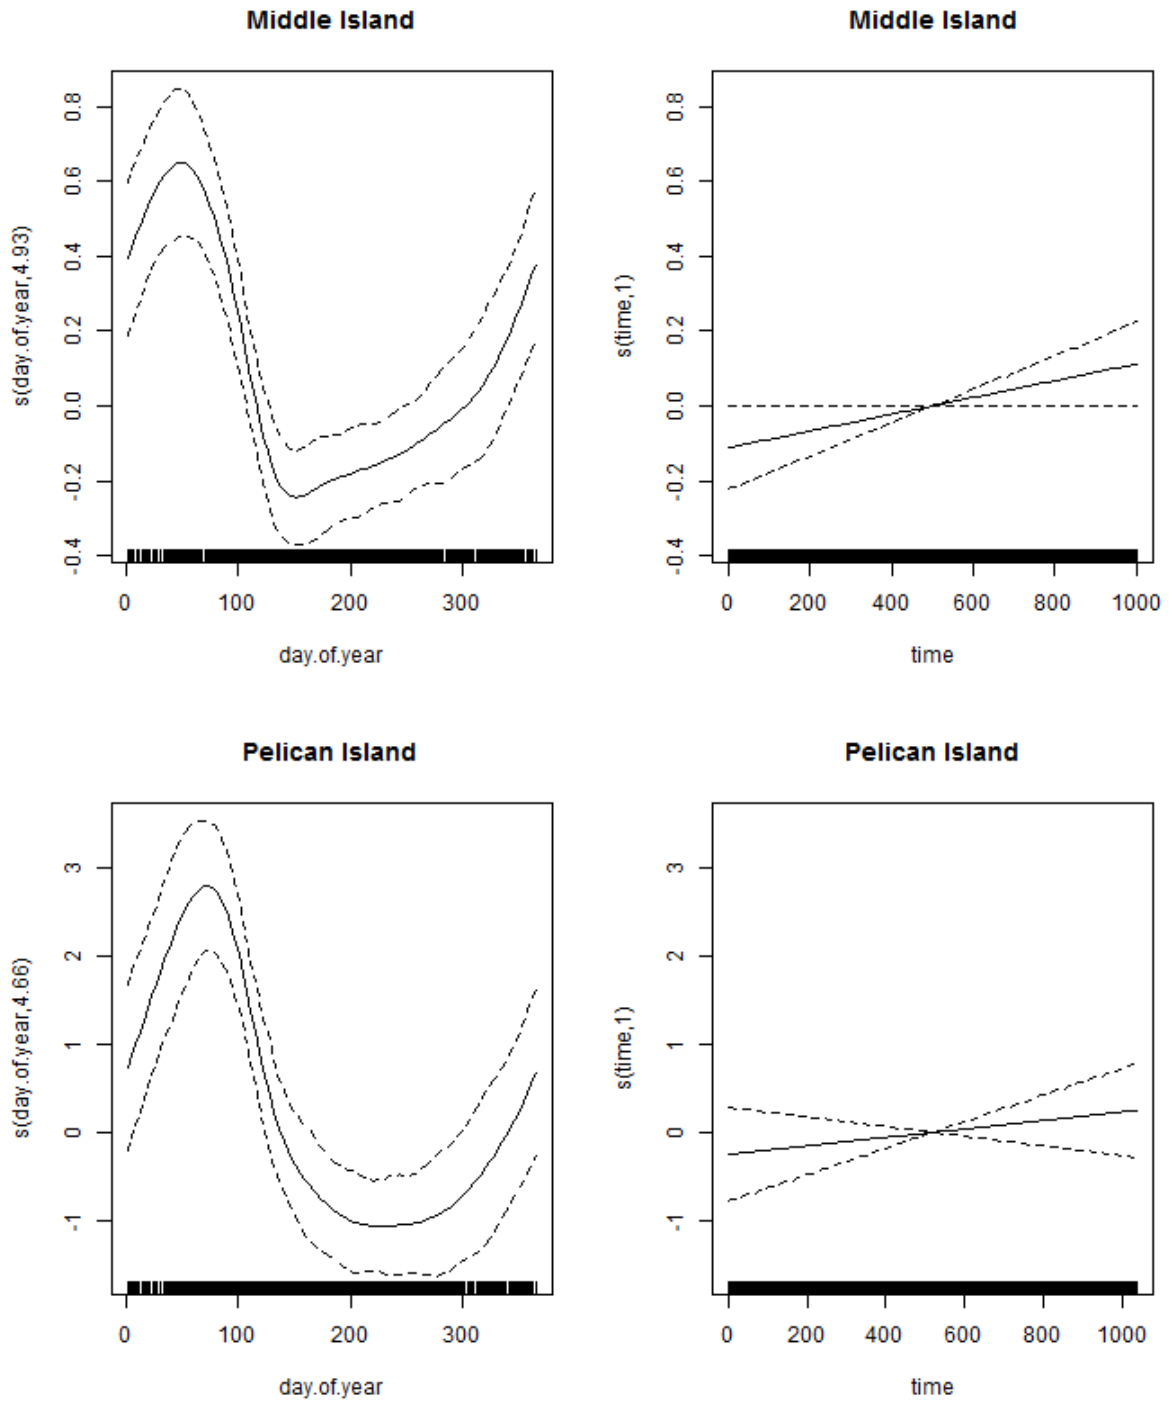 Middle Island
s(day.of.year,4.93)
0.8
0.6
0.4
0.2
0.0
-0.2
-0.4
0 100 200 300
day.of.year
Middle Island
s(time,1)
0.8
0.6
0.4
0.2
0.0
-0.2
-0.4
0 200 400 600 800 1000
time
Pelican Island
s(day.of.year,4.66)
3
2
1
0
-1
0 100 200 300
day.of.year
Pelican Island
s(time,1)
3
2
1
0
-1
0 200 400 600 800 1000
time